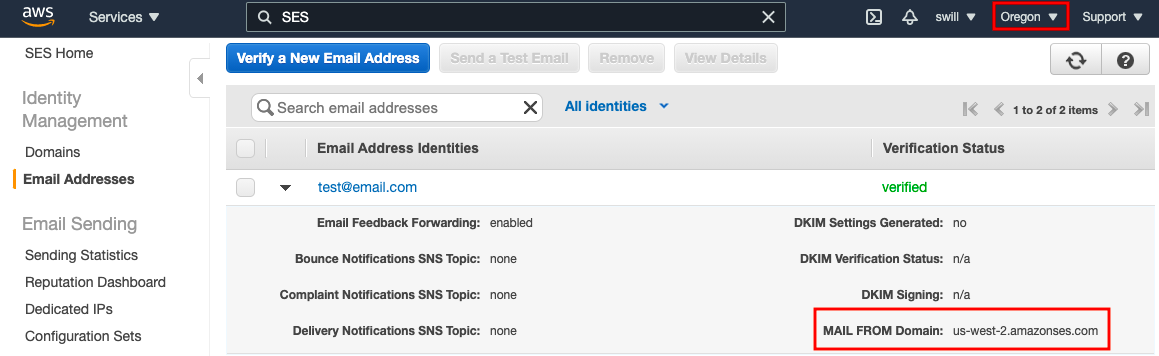 aws Services SES swill Oregon Support
SES Home
Identity
Management
Domains
Email Addresses
Email Sending
Sending Statistics
Reputation Dashboard
Dedicated IPs
Configuration Sets
Verify a New Email Address Send a Test Email Remove View Details
Search email addresses All identities 1 to 2 of 2 items
Email Address Identities Verification Status
test@email.com verified
Email Feedback Forwarding: enabled DKIM Settings Generated: no
Bounce Notifications SNS Topic: none DKIM Verification Status: n/a
Complaint Notifications SNS Topic: none DKIM Signing: n/a
Delivery Notifications SNS Topic: none MAIL FROM Domain: us-west-2.amazonses.com